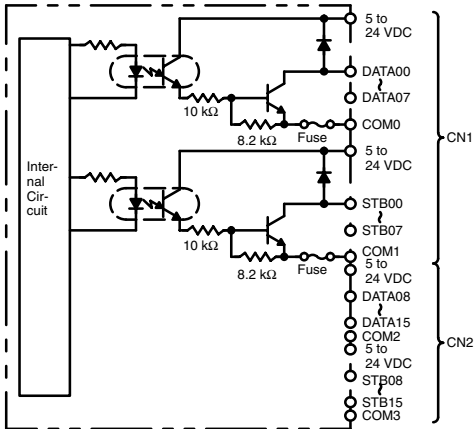 5 to
24 VDC
DATA00
~
DATA07
10 kΩ
8.2 kΩ
Fuse
COM0
5 to
24 VDC
CN1
Inter-
nal
Cir-
cuit
STB00
~
STB07
10 kΩ
8.2 kΩ
Fuse
COM1
5 to
24 VDC
DATA08
~
DATA15
COM2
5 to
24 VDC
CN2
STB08
~
STB15
COM3